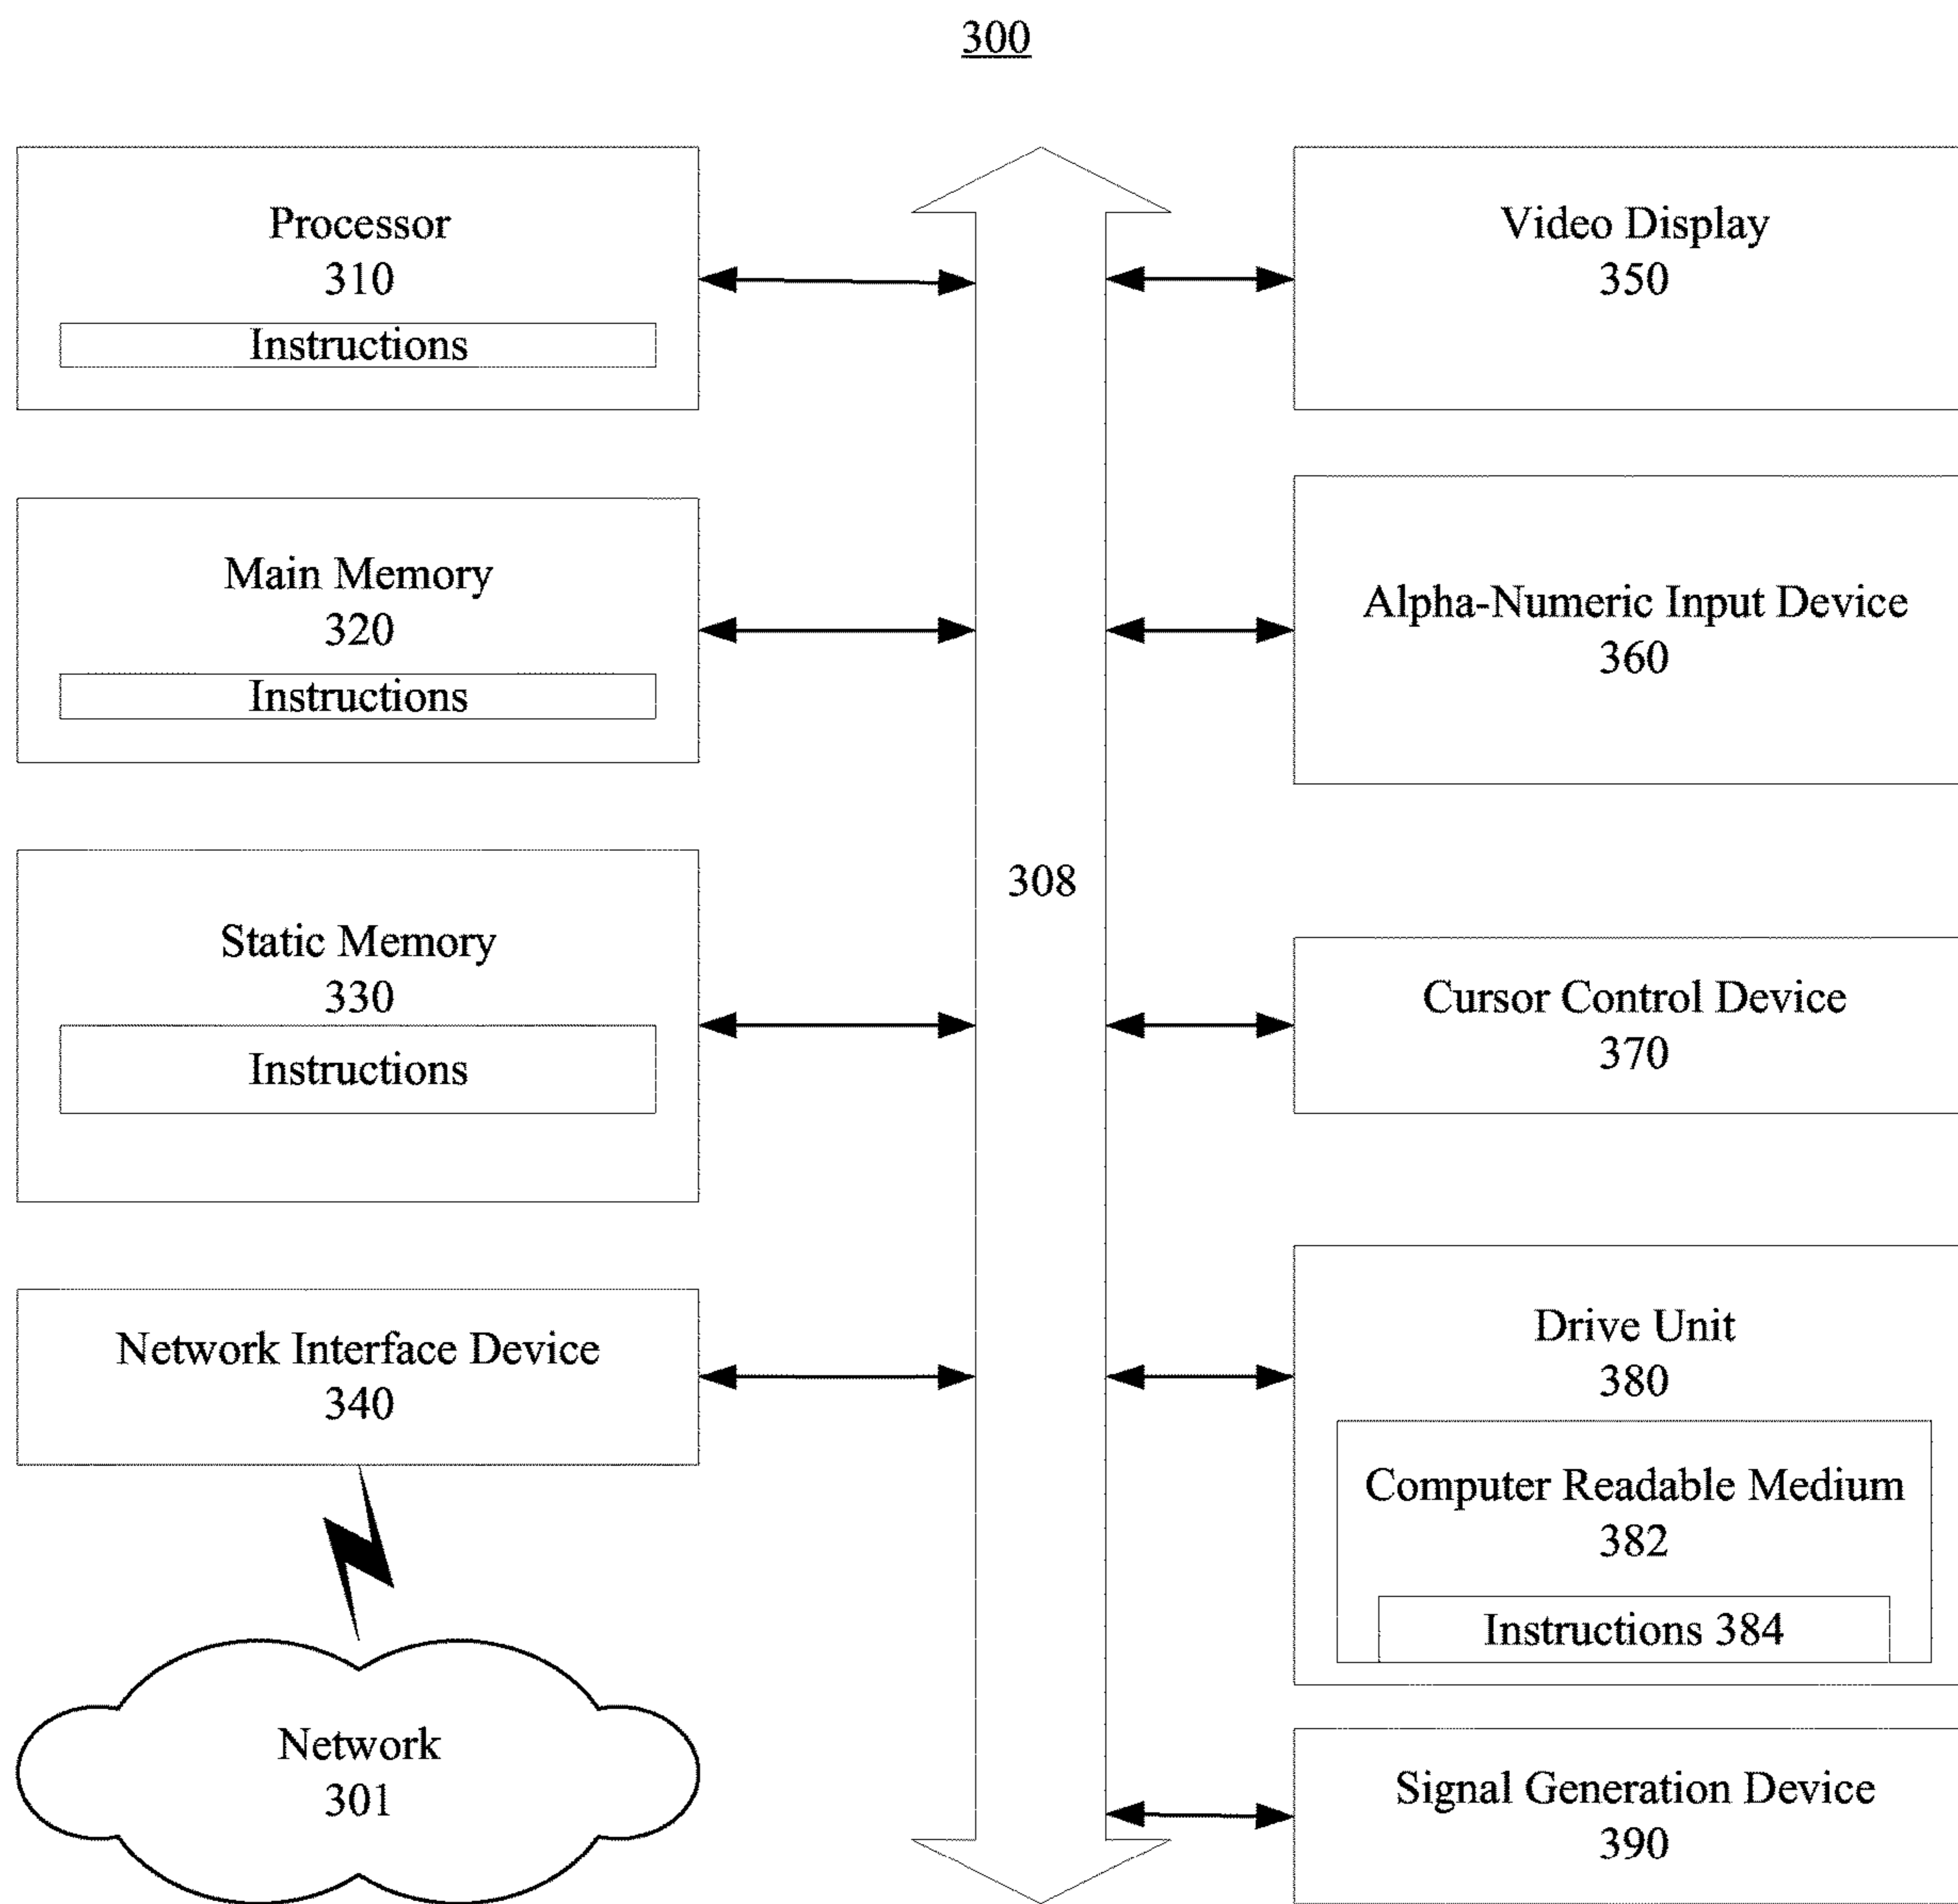 300
Processor
310
Instructions
Main Memory
320
Instructions
Static Memory
330
Instructions
Network Interface Device
340
Network
301
308
Video Display
350
Alpha-Numeric Input Device
360
Cursor Control Device
370
Drive Unit
380
Computer Readable Medium
382
Instructions 384
Signal Generation Device
390